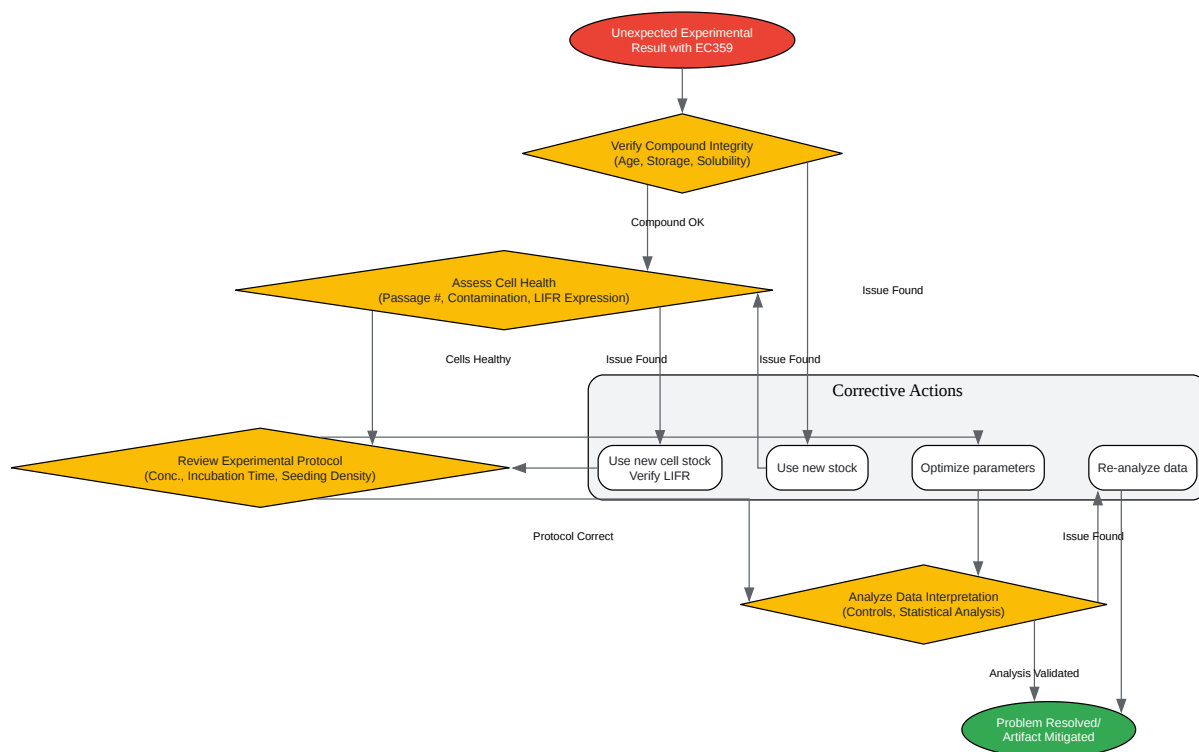 Unexpected Experimental
Result with EC359
Verify Compound Integrity
(Age, Storage, Solubility)
Compound OK
Assess Cell Health
(Passage #, Contamination, LIFR Expression)
Issue Found
Cells Healthy
Issue Found
Issue Found
Corrective Actions
Review Experimental Protocol
(Conc., Incubation Time, Seeding Density)
Use new cell stock
Verify LIFR
Use new stock
Optimize parameters
Re-analyze data
Protocol Correct
Issue Found
Analyze Data Interpretation
(Controls, Statistical Analysis)
Analysis Validated
Problem Resolved/
Artifact Mitigated